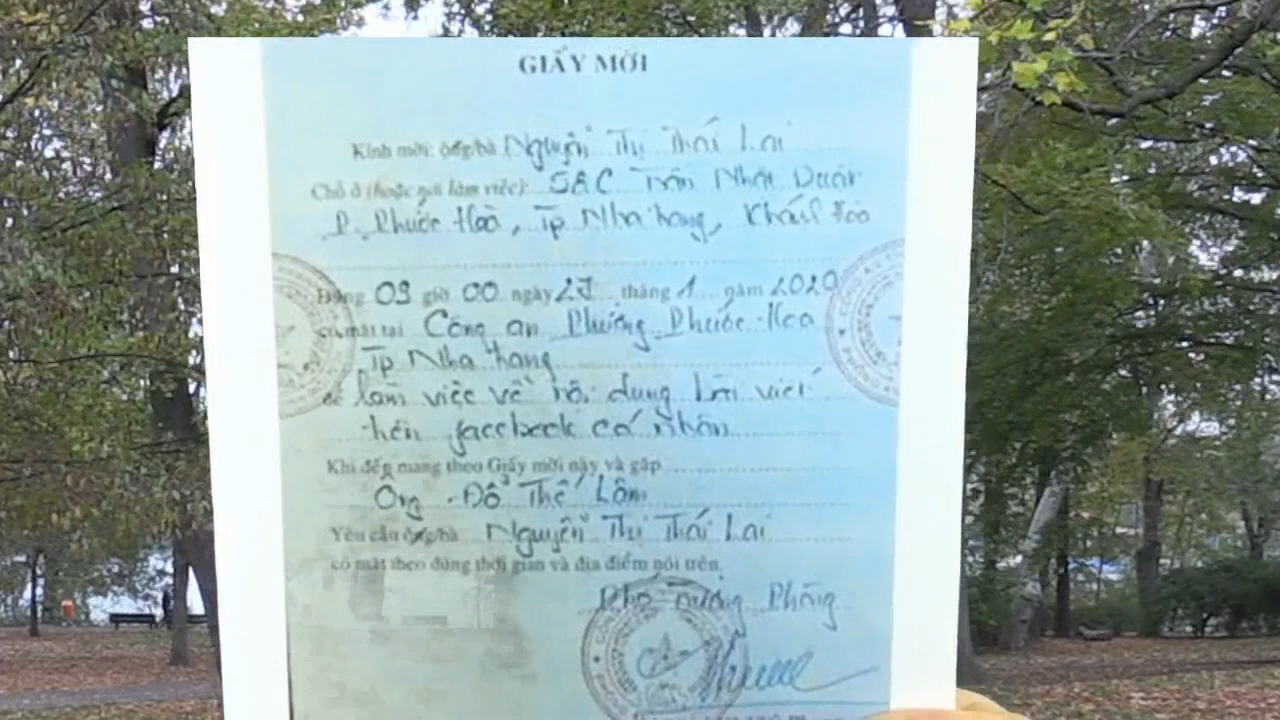 GIẤY MỜI
Kính mời: ông/bà Nguyễn Thị Thái Lai
Chỗ ở (hoặc nơi làm việc): 58C Trần Nhật Duật
P. Phước Hoà, Tp Nha Trang, Khánh Hoà
Đúng 09 giờ 00 ngày tháng 1 năm 2020
có mặt tại Công an Phường Phước Hoà
Tp Nha Trang
để làm việc về nội dung bài viết
trên facebook cá nhân
Khi đến mang theo Giấy mời này và gặp
Ông Đỗ Thế Lâm
Yêu cầu ông/bà Nguyễn Thị Thái Lai
có mặt theo đúng thời gian và địa điểm nói trên.
Phó Trưởng Phòng